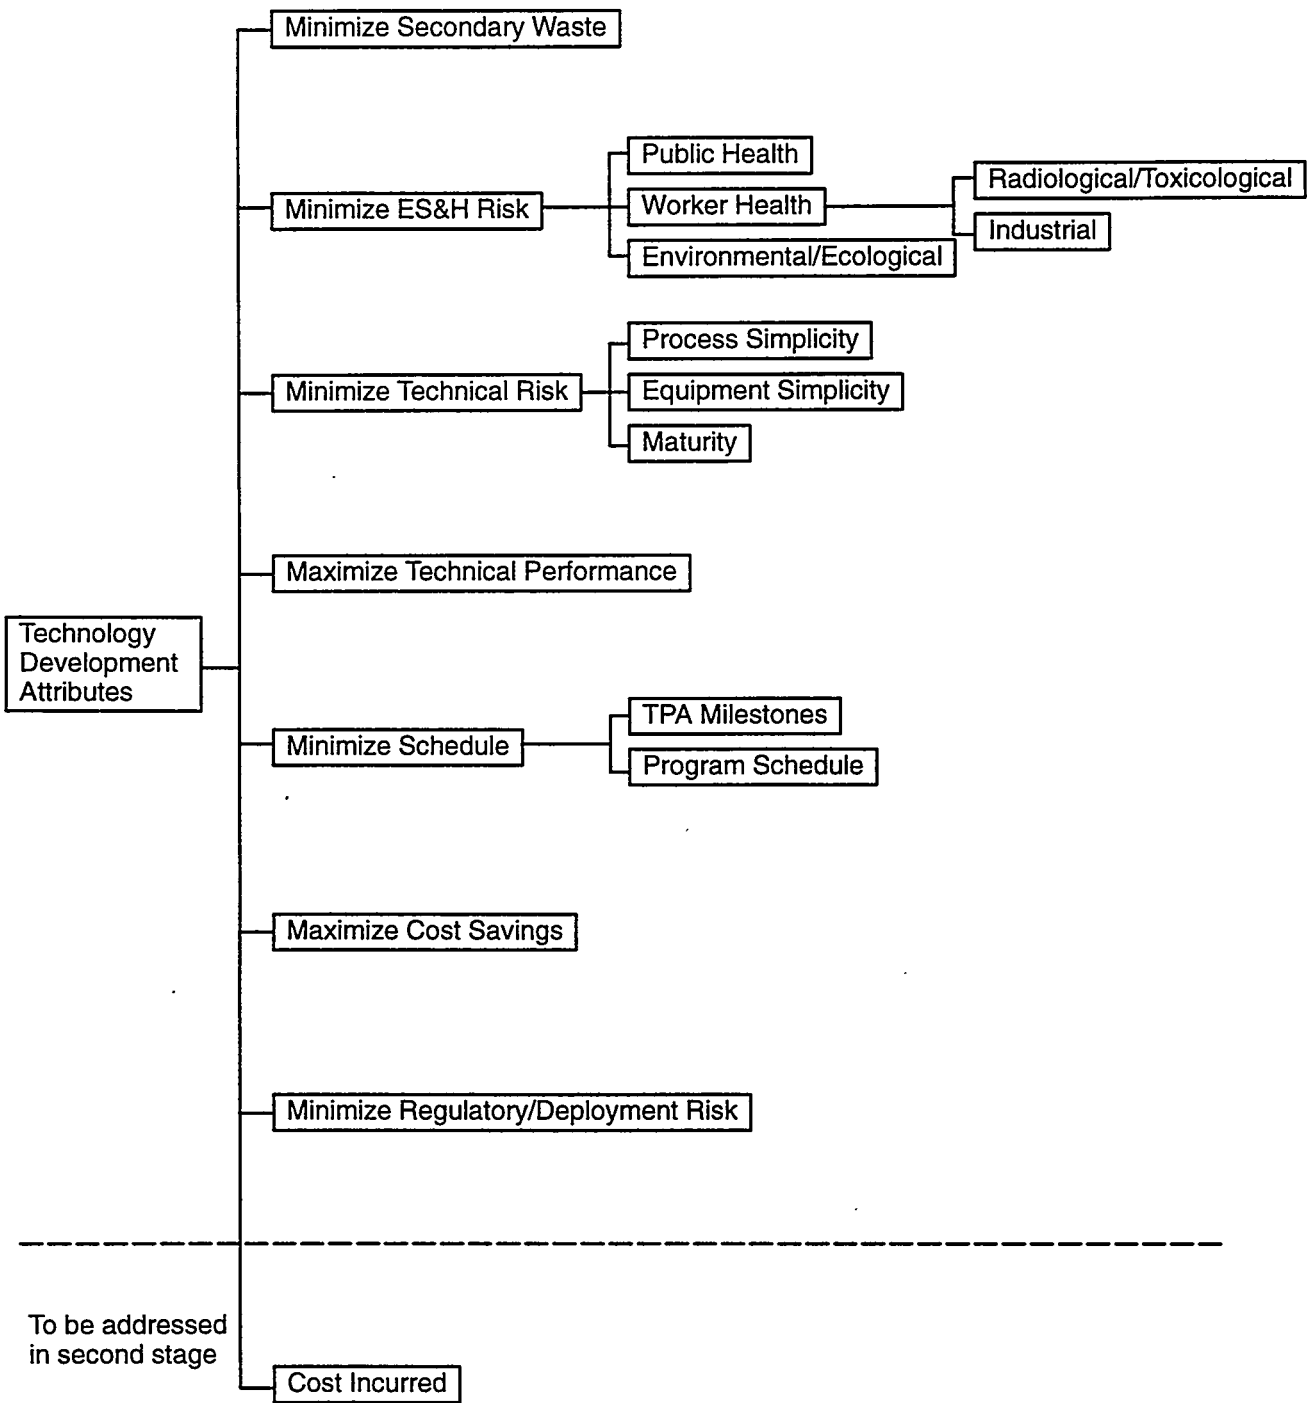 Minimize Secondary Waste
Public Health
Radiological/Toxicological
Minimize ES&H Risk
Worker Health
Industrial
Environmental/Ecological
Process Simplicity
Minimize Technical Risk
Equipment Simplicity
Maturity
Maximize Technical Performance
Technology
Development
Attributes
TPA Milestones
Minimize Schedule
Program Schedule
Maximize Cost Savings
Minimize Regulatory/Deployment Risk
To be addressed
in second stage
Cost Incurred